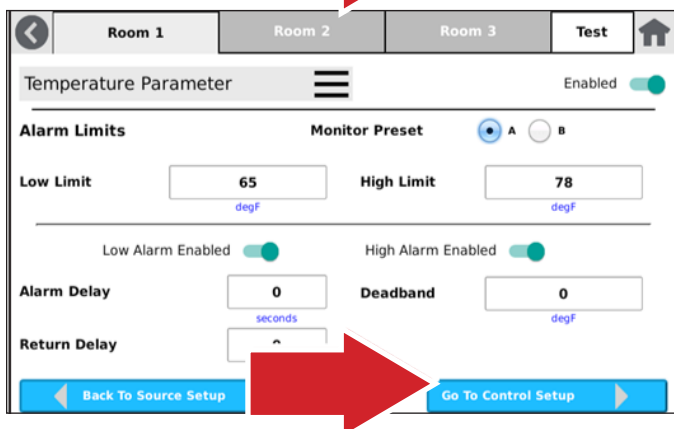 Room 1 Room 2 Room 3 Test
Temperature Parameter Enabled
Alarm Limits Monitor Preset A B
Low Limit 65 High Limit 78
degF degF
Low Alarm Enabled High Alarm Enabled
Alarm Delay 0 Deadband 0
seconds degF
Return Delay
Back To Source Setup Go To Control Setup